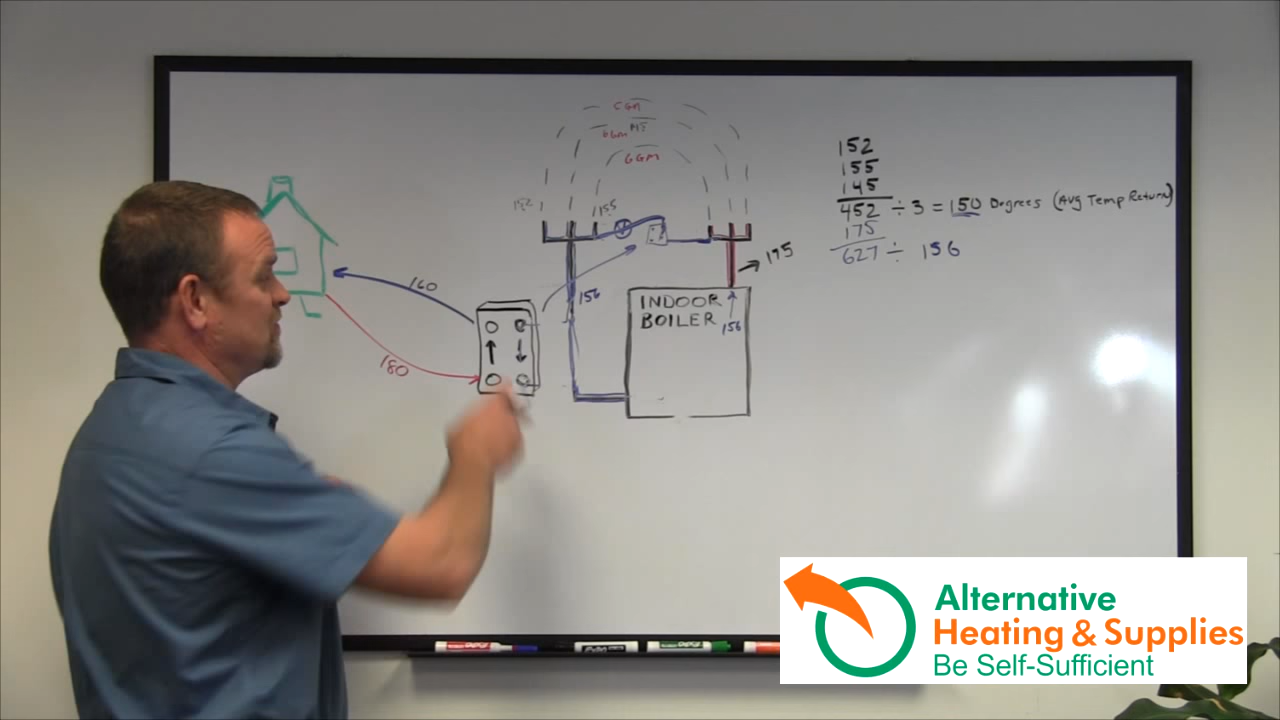 6GM
6GM
6GM
152
155
152
155
145
452 ÷ 3 = 150 Degrees (Avg Temp Return)
175
627 ÷ 156
175
160
156
INDOOR
BOILER
156
180
Alternative
Heating & Supplies
Be Self-Sufficient